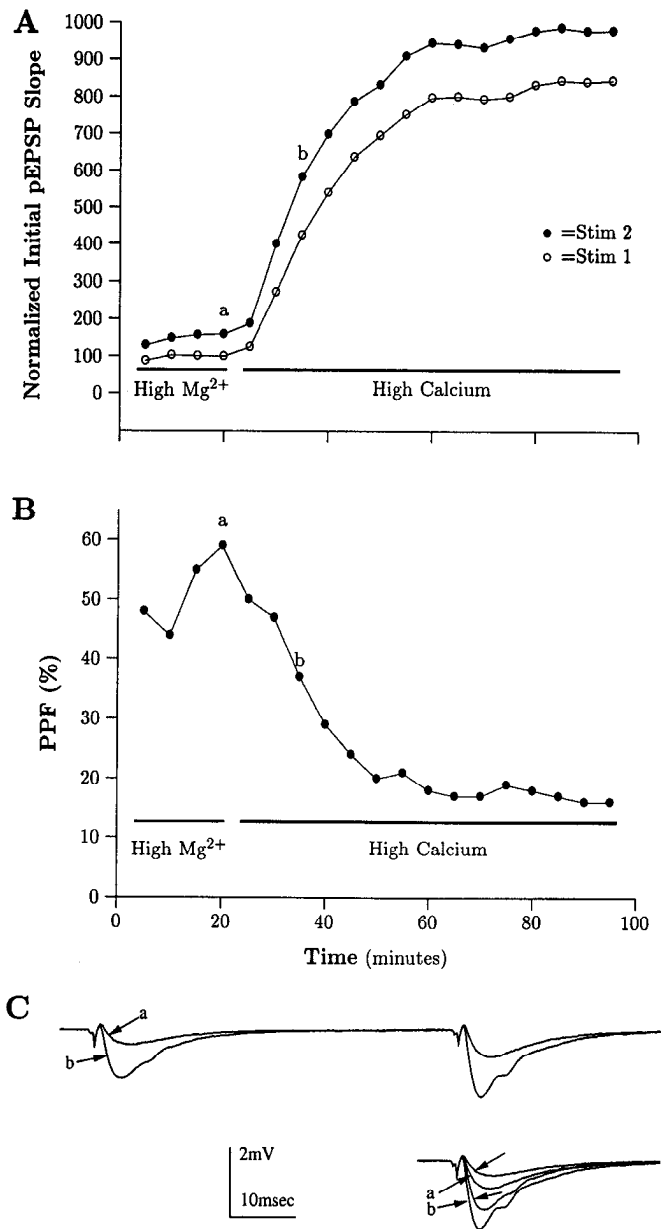 A
Normalized Initial pEPSP Slope
1000
900
800
700
600
500
400
300
200
100
0
a
b
● =Stim 2
○ =Stim 1
High Mg²⁺
High Calcium
B
PPF (%)
60
50
40
30
20
10
0
a
b
High Mg²⁺
High Calcium
0
20
40
60
80
100
Time (minutes)
C
a
b
2mV
10msec
a
b